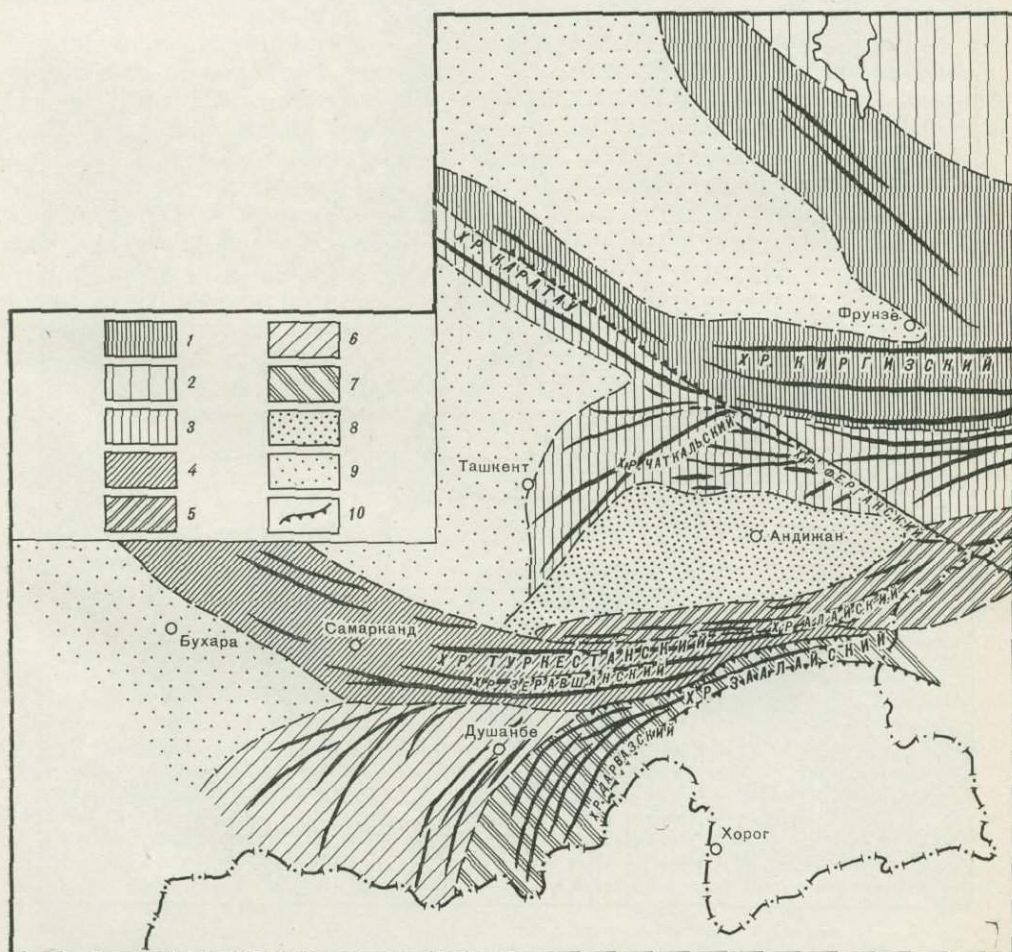 ХР. КАРАТАУ
Фрунзе
ХР. КИРГИЗСКИЙ
1
2
3
4
5
6
7
8
9
10
Ташкент
ХР. ЧАТКАЛЬСКИЙ
ХР. ФЕРГАНСКИЙ
Андижан
Бухара
Самарканд
ХР. ТУРКЕСТАНСКИЙ
ХР. АЛАЙСКИЙ
ХР. ЗЕРАВШАНСКИЙ
ХР. ЗААЛАЙСКИЙ
Душанбе
ХР. ДАРВАЗСКИЙ
Хорог